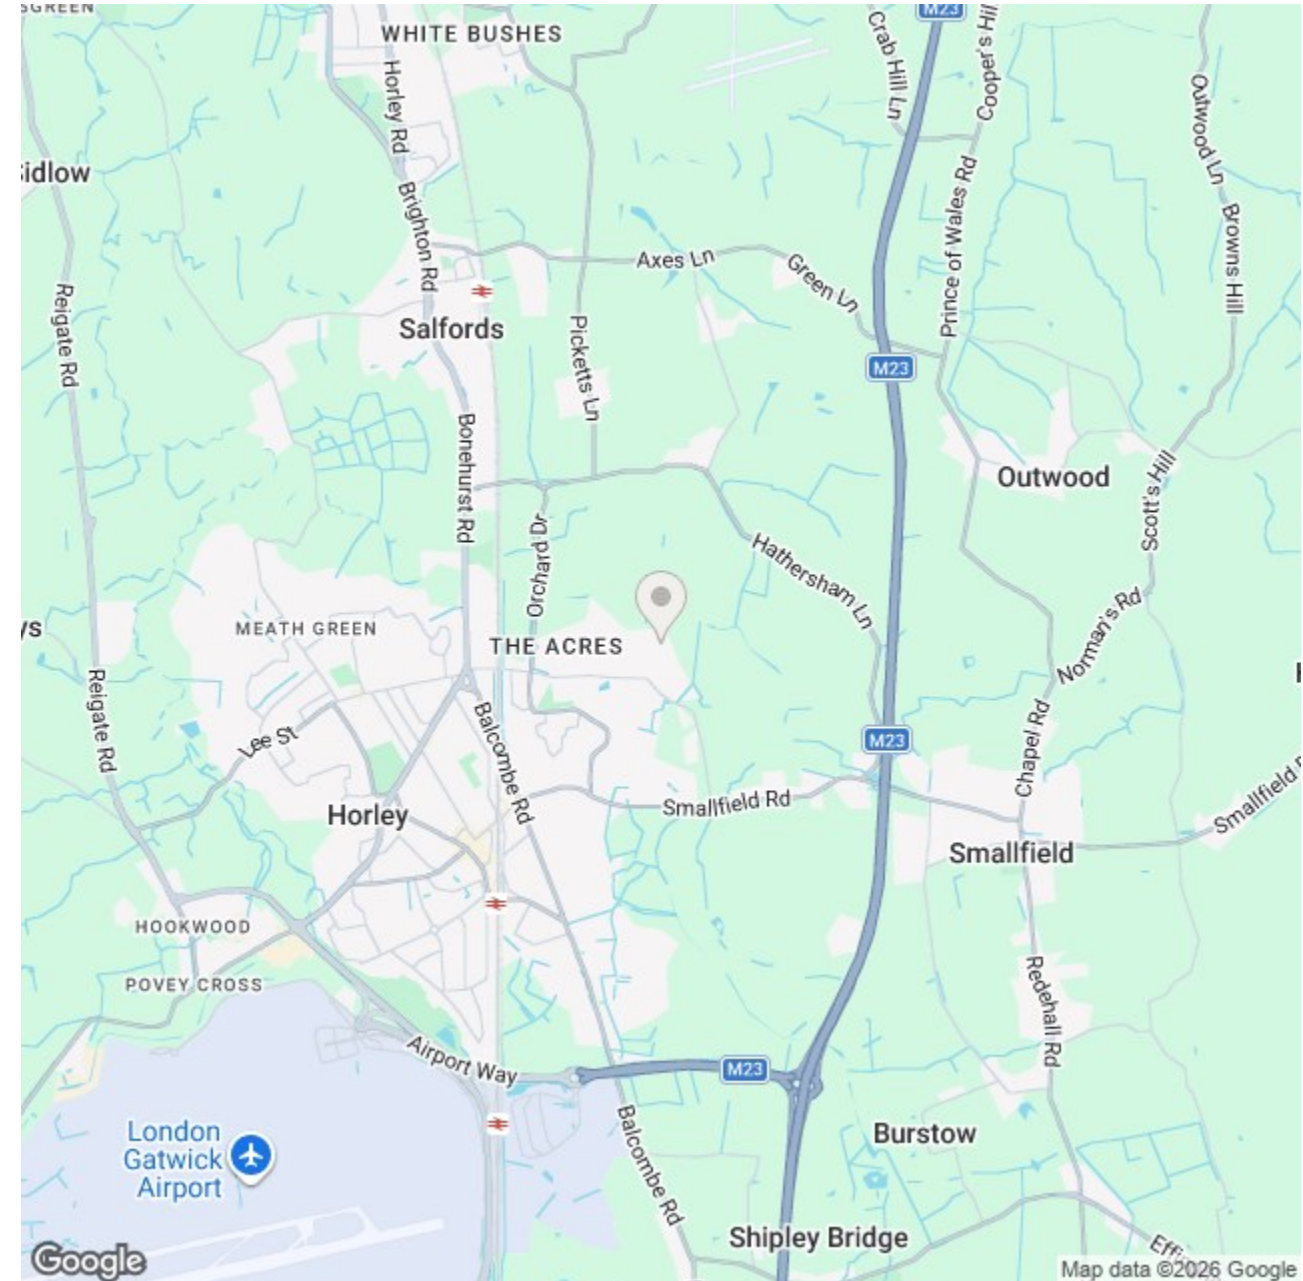 WHITE BUSHES
M23
Crab Hill Ln
Cooper's Hil
Horley Rd
Outwood Ln
idlow
Brighton Rd
Prince of Wales Rd
Browns Hill
Axes Ln
Green Ln
Reigate Rd
Salfords
Picketts Ln
M23
Bonehurst Rd
Outwood
Scott's Hill
Orchard Dr
Hathersham Ln
MEATH GREEN
THE ACRES
Norman's Rd
Reigate Rd
Balcombe Rd
Lee St
M23
Chapel Rd
Horley
Smallfield Rd
Smallfield R
Smallfield
HOOKWOOD
POVEY CROSS
Redehall Rd
Airport Way
M23
London
Gatwick
Airport
Balcombe Rd
Burstow
Shipley Bridge
Google
Map data ©2026 Google